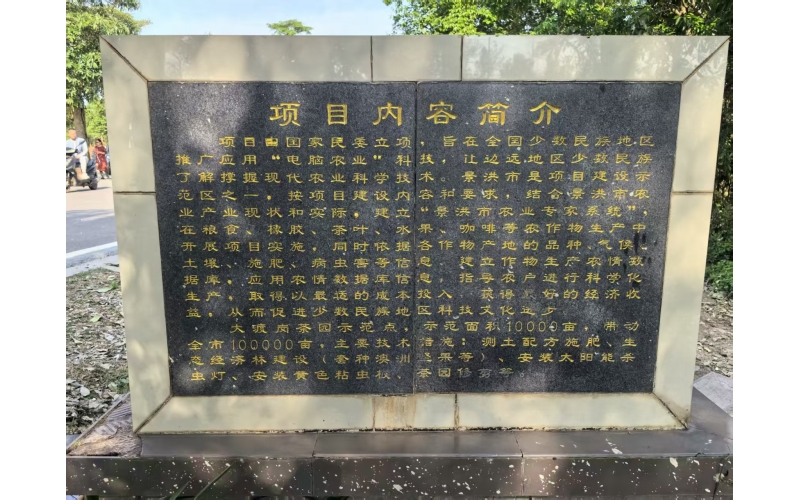 项目内容简介
项目由国家民委立项，旨在全国少数民族地区
推广应用“电脑农业”科技，让边远地区少数民族
了解撑握现代农业科技术。景洪市是项目建设示
范区之一，按项目建设内容和要求，结合景洪市农
业产业现状和实际，建立“景洪市农业专家系统”，
在水、橡胶、茶叶、咖啡等农作物生产中
开展项目实施，同时依据各作物产地的品种、气候、
土壤、施肥、病虫害等信息，建立作物生产农情数
据库，应用农数据库信息指导农户进行科学化
生产，取得以最适的成本投入获得良好的经济收
益，从而促进少数民族地区科技文化进步
大渡岗茶园示范点，示范面积10000亩，带动
全市100000亩，主要技术措施：测土配方施肥、生
态经济林建设（套种澳洲坚果等）、安装太阳能杀
虫灯、安装黄色粘虫板、茶园修剪等。